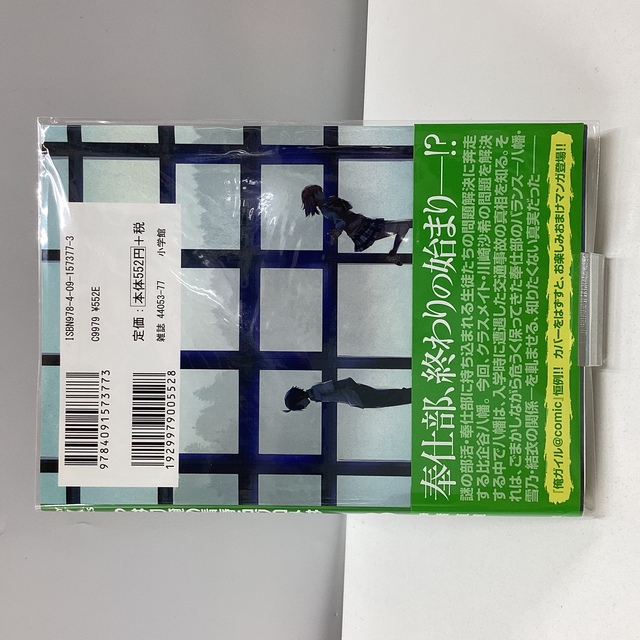 ISBN978-4-09-157377-3
C9979 ¥552E
定価：本体552円＋税
雑誌 44053-77
小学館
9784091573773
1929979005528
奉仕部、終わりの始まり──!?
謎の部活・奉仕部に持ち込まれる生徒たちの問題解決に奔走
する比企谷八幡。今回、クラスメイト・川崎沙希の問題を解決
する中で八幡は、入学時に遭遇した交通事故の真相を知る。そ
れは、ごまかしながら危うく保ってきた奉仕部のバランス─八幡・
雪乃・結衣の関係─を軋ませる、知りたくない真実だった──
「俺ガイル@comic」恒例!! カバーをはずすと、お楽しみおまけマンガ登場!!